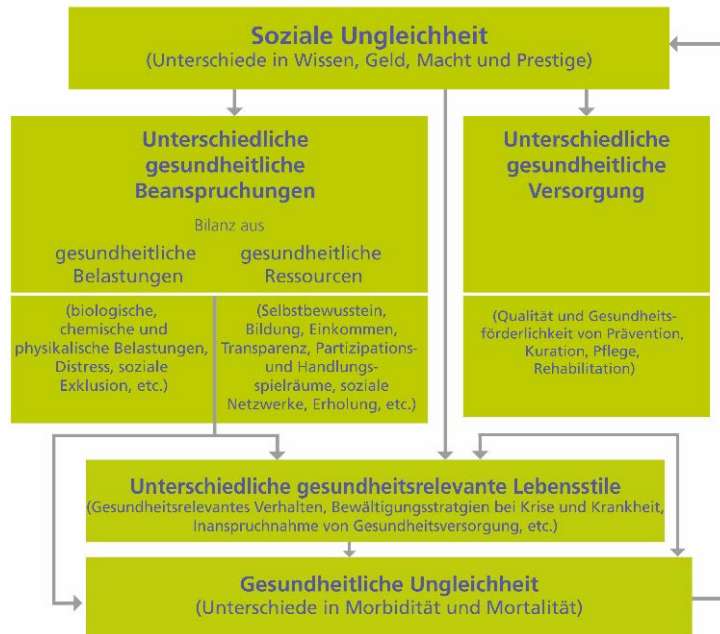 Soziale Ungleichheit
(Unterschiede in Wissen, Geld, Macht und Prestige)
Unterschiedliche
gesundheitliche
Beanspruchungen
Bilanz aus
gesundheitliche
Belastungen
gesundheitliche
Ressourcen
(biologische,
chemische und
physikalische Belastungen,
Distress, soziale
Exklusion, etc.)
(Selbstbewusstein,
Bildung, Einkommen,
Transparenz, Partizipations-
und Handlungs-
spielräume, soziale
Netzwerke, Erholung, etc.)
Unterschiedliche
gesundheitliche
Versorgung
(Qualität und Gesundheits-
förderlichkeit von Prävention,
Kuration, Pflege,
Rehabilitation)
Unterschiedliche gesundheitsrelevante Lebensstile
(Gesundheitsrelevantes Verhalten, Bewältigungsstratgien bei Krise und Krankheit,
Inanspruchnahme von Gesundheitsversorgung, etc.)
Gesundheitliche Ungleichheit
(Unterschiede in Morbidität und Mortalität)